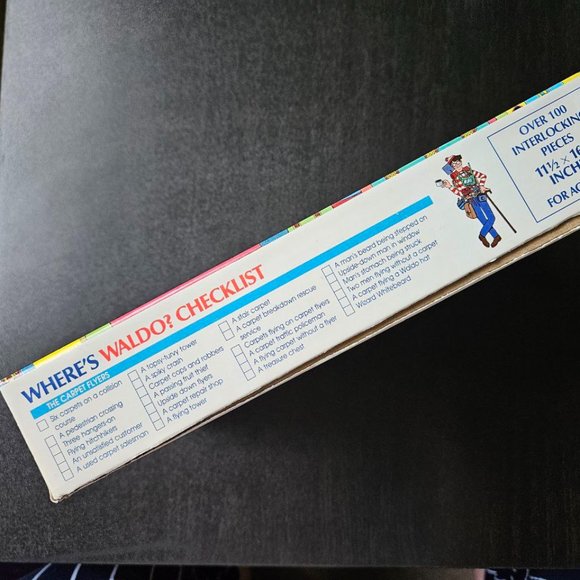 WHERE'S WALDO? CHECKLIST
THE CARPET FLYERS
Six carpets on a collision
course
A pedestrian crossing
Three hangers-on
Flying hitchhikers
An unsatisfied customer
A used carpet salesman
A topsy-turvy tower
A spiky crash
Carpet cops and robbers
A passing fruit thief
Upside down flyers
A carpet repair shop
A flying tower
A stair carpet
A carpet breakdown rescue
service
Carpets flying on carpet flyers
A carpet traffic policeman
A flying carpet without a flyer
A treasure chest
A man's beard being stepped on
Upside-down man in window
Man's stomach being struck
Two men flying without a carpet
A carpet flying a Waldo hat
Wizard Whitebeard
OVER 100
INTERLOCKING
PIECES
11 1/2 ×
FOR